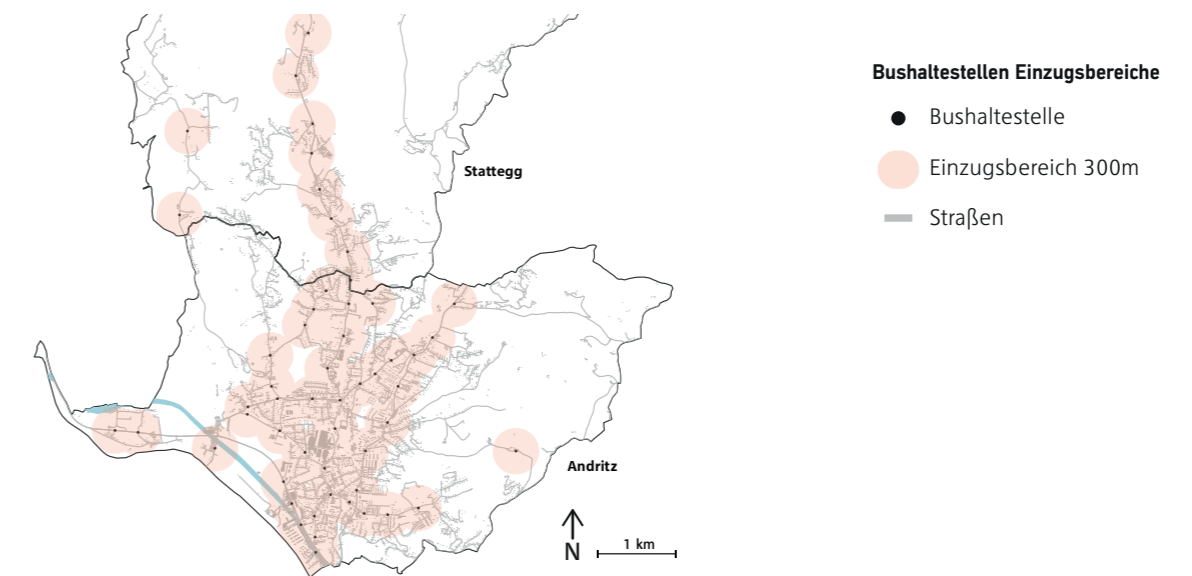 Bushaltestellen Einzugsbereiche
Bushaltestelle
Einzugsbereich 300m
Straßen
Stattegg
Andritz
N
1 km